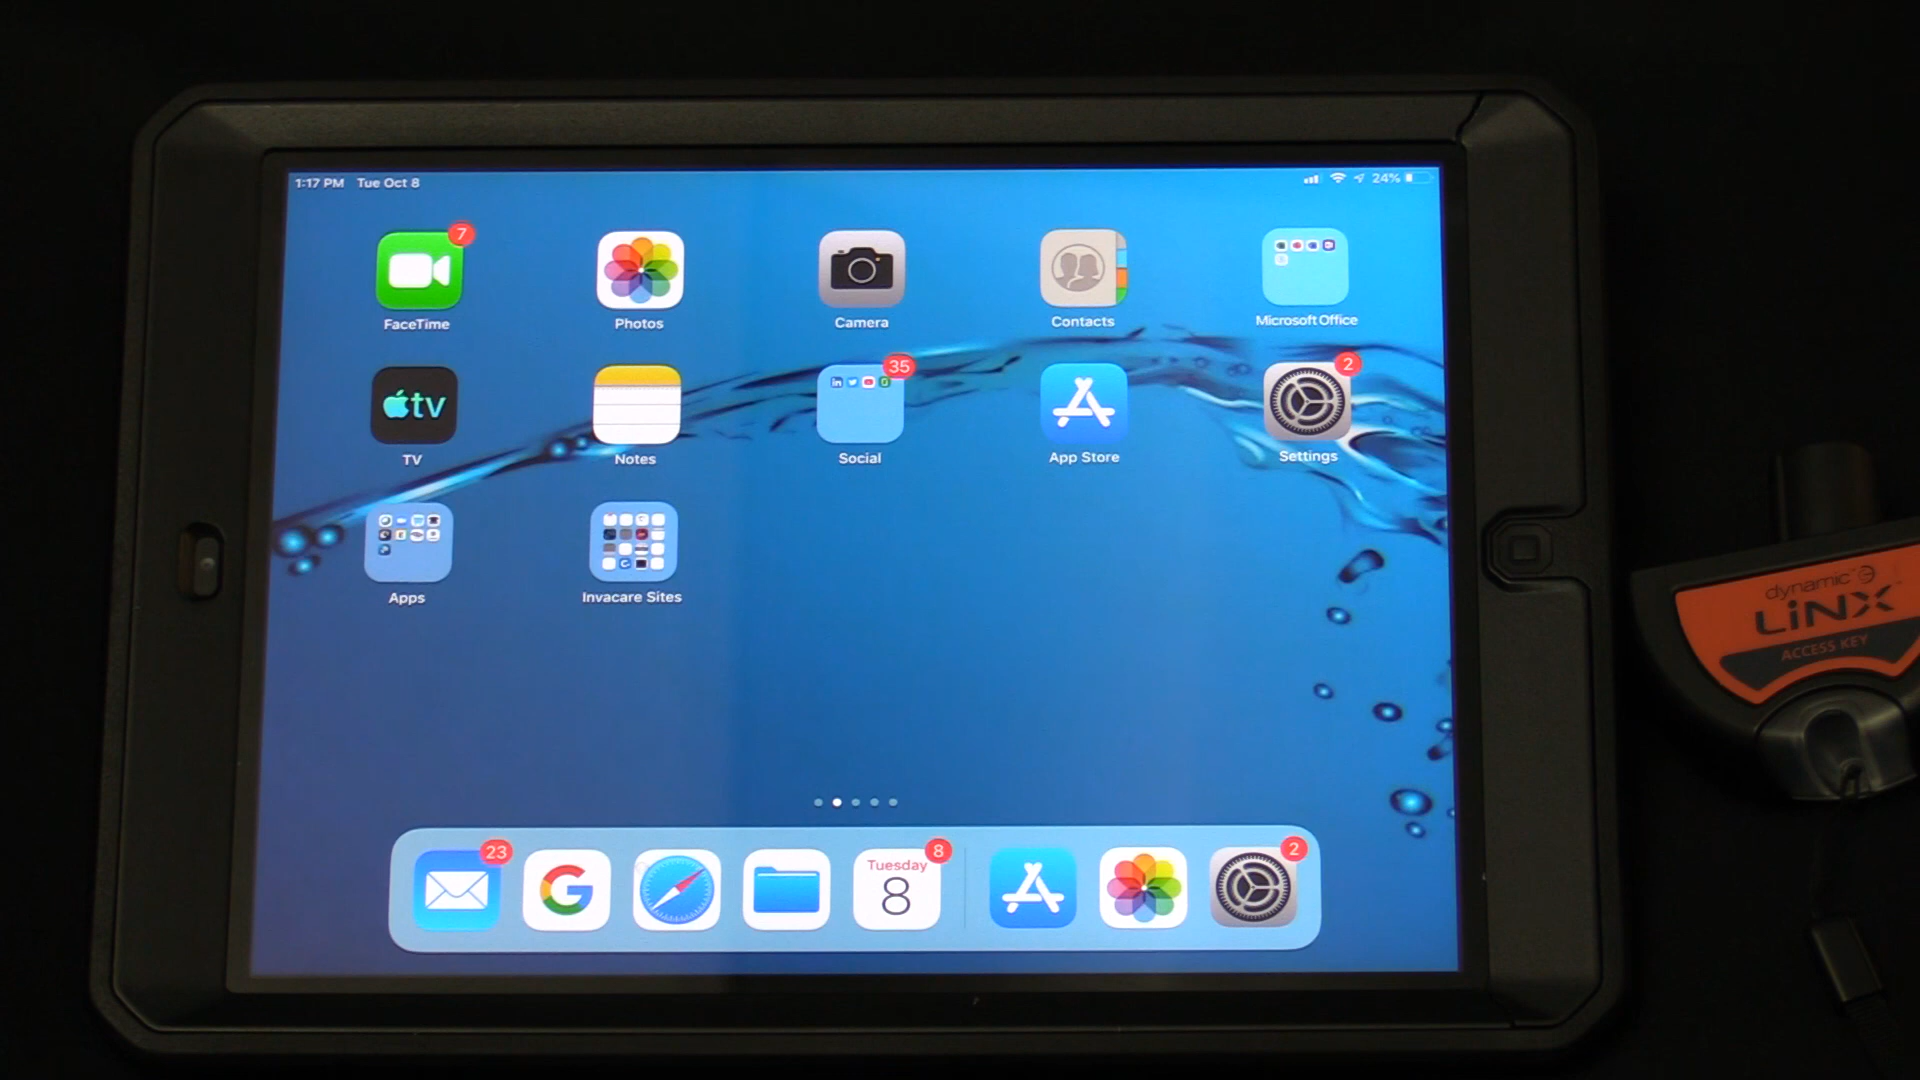 1:17 PM Tue Oct 8
24%
7
FaceTime
Photos
Camera
Contacts
Microsoft Office
tv
TV
Notes
in
35
Social
App Store
2
Settings
Apps
Invacare Sites
23
G
Tuesday
8
8
2
dynamic
LiNX
ACCESS KEY